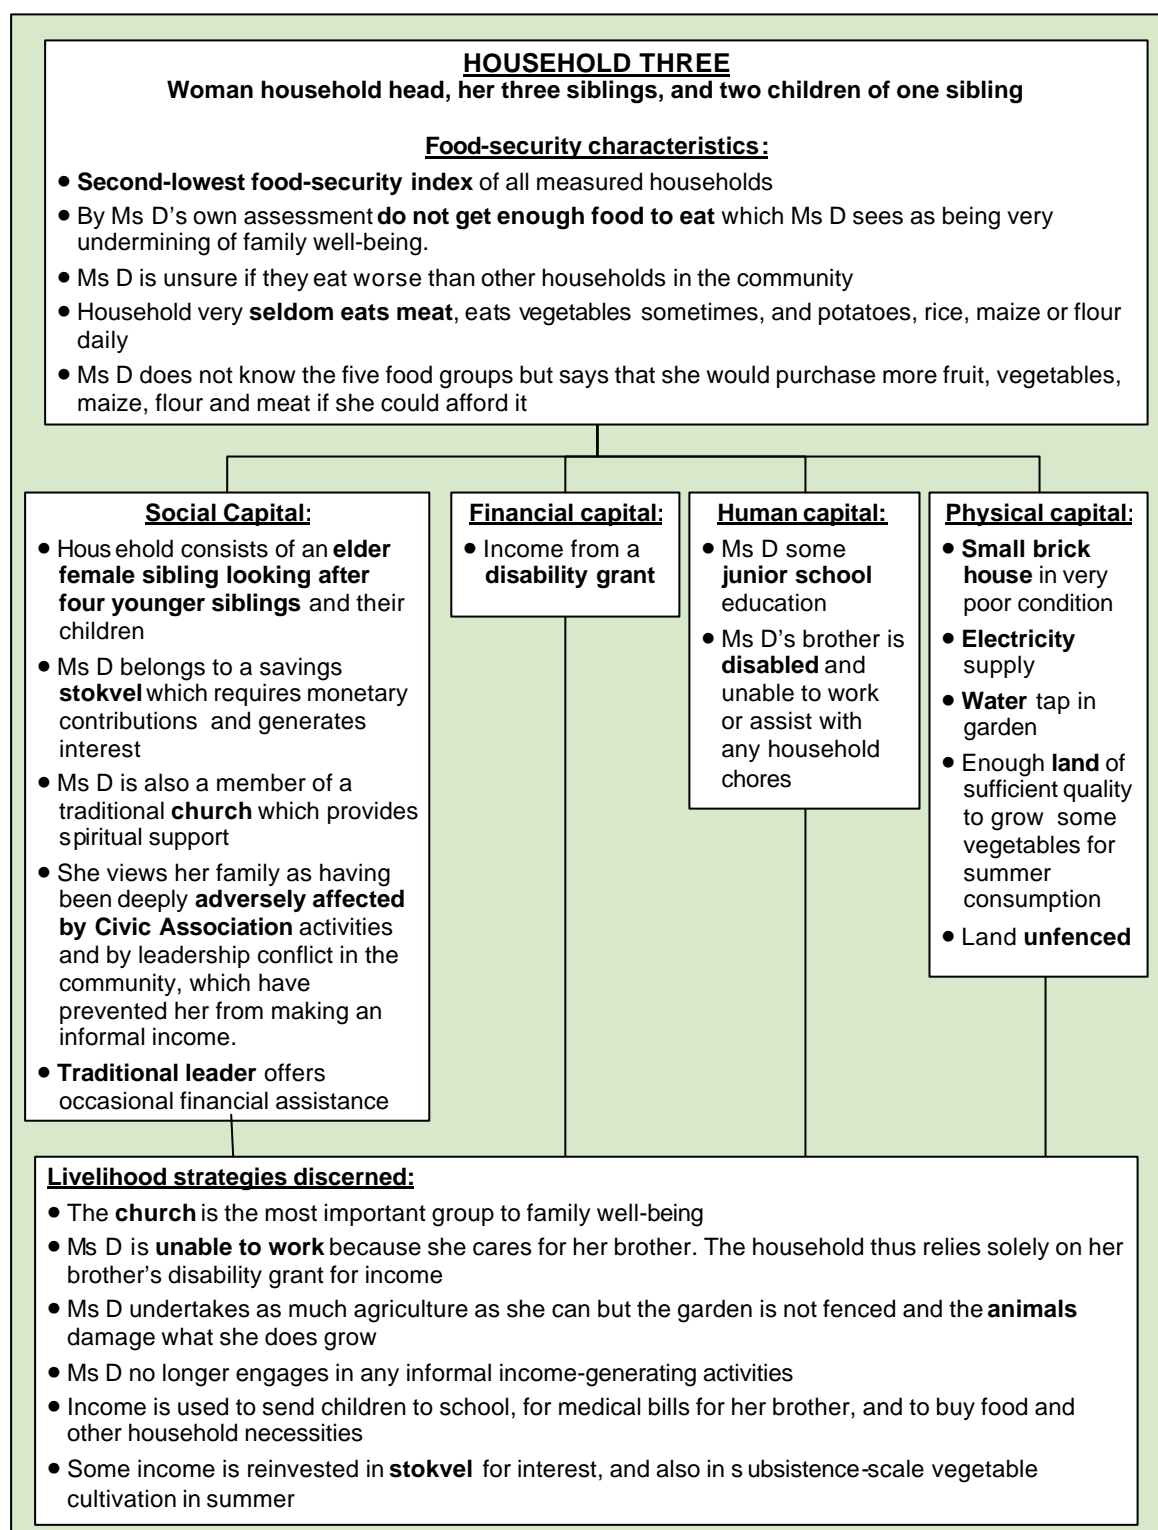 HOUSEHOLD THREE
Woman household head, her three siblings, and two children of one sibling
Food-security characteristics:
• Second-lowest food-security index of all measured households
• By Ms D's own assessment do not get enough food to eat which Ms D sees as being very
undermining of family well-being.
• Ms D is unsure if they eat worse than other households in the community
• Household very seldom eats meat, eats vegetables sometimes, and potatoes, rice, maize or flour
daily
• Ms D does not know the five food groups but says that she would purchase more fruit, vegetables,
maize, flour and meat if she could afford it
Social Capital:
• Hous ehold consists of an elder
female sibling looking after
four younger siblings and their
children
• Ms D belongs to a savings
stokvel which requires monetary
contributions and generates
interest
• Ms D is also a member of a
traditional church which provides
spiritual support
• She views her family as having
been deeply adversely affected
by Civic Association activities
and by leadership conflict in the
community, which have
prevented her from making an
informal income.
• Traditional leader offers
occasional financial assistance
Financial capital:
• Income from a
disability grant
Human capital:
• Ms D some
junior school
education
• Ms D's brother is
disabled and
unable to work
or assist with
any household
chores
Physical capital:
• Small brick
house in very
poor condition
• Electricity
supply
• Water tap in
garden
• Enough land of
sufficient quality
to grow some
vegetables for
summer
consumption
• Land unfenced
Livelihood strategies discerned:
• The church is the most important group to family well-being
• Ms D is unable to work because she cares for her brother. The household thus relies solely on her
brother's disability grant for income
• Ms D undertakes as much agriculture as she can but the garden is not fenced and the animals
damage what she does grow
• Ms D no longer engages in any informal income-generating activities
• Income is used to send children to school, for medical bills for her brother, and to buy food and
other household necessities
• Some income is reinvested in stokvel for interest, and also in s ubsistence-scale vegetable
cultivation in summer